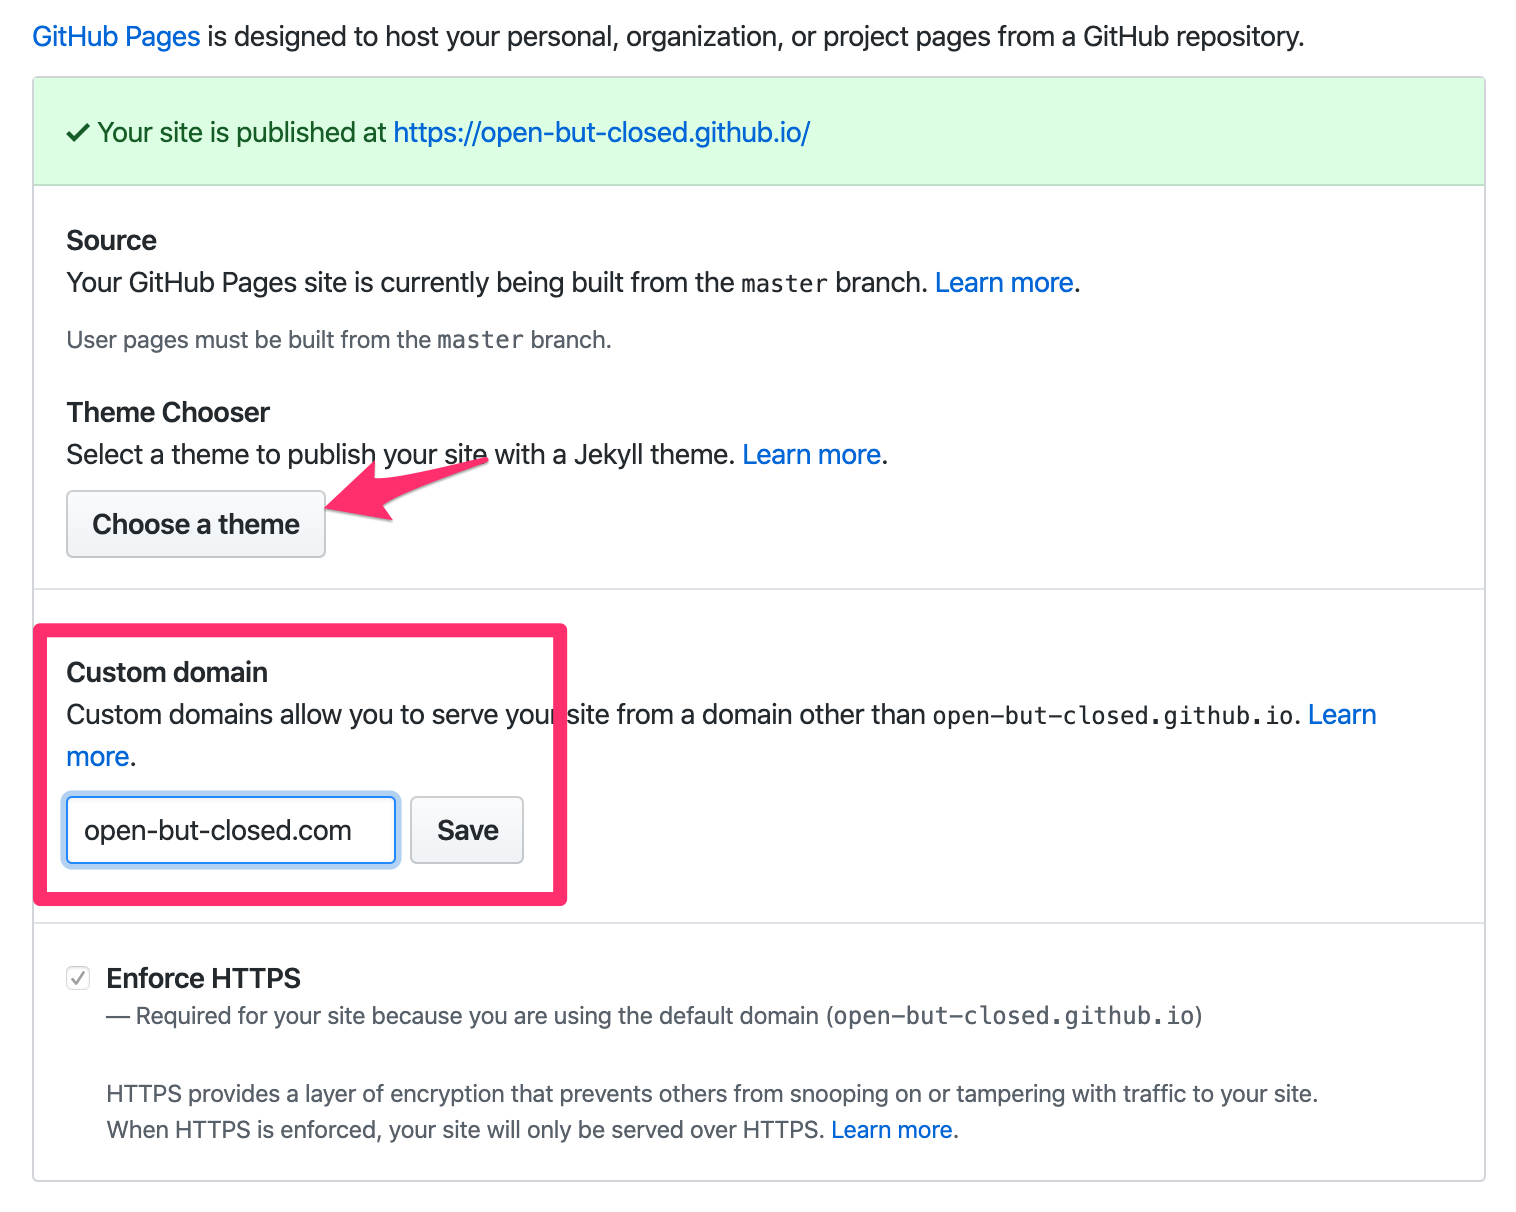 GitHub Pages is designed to host your personal, organization, or project pages from a GitHub repository.
Your site is published at https://open-but-closed.github.io/
Source
Your GitHub Pages site is currently being built from the master branch. Learn more.
User pages must be built from the master branch.
Theme Chooser
Select a theme to publish your site with a Jekyll theme. Learn more.
Choose a theme
Custom domain
Custom domains allow you to serve your site from a domain other than open-but-closed.github.io. Learn
more.
open-but-closed.com Save
Enforce HTTPS
— Required for your site because you are using the default domain (open-but-closed.github.io)
HTTPS provides a layer of encryption that prevents others from snooping on or tampering with traffic to your site.
When HTTPS is enforced, your site will only be served over HTTPS. Learn more.